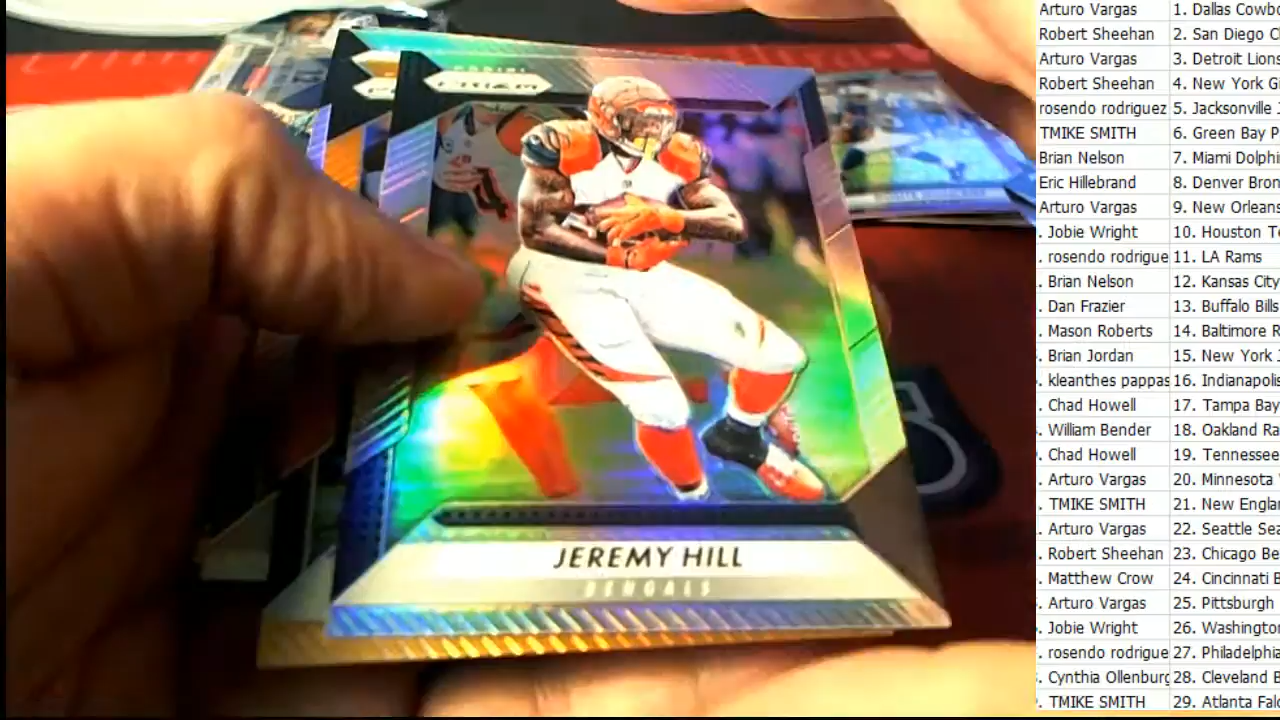 PANINI
PRIZM
JEREMY HILL
BENGALS
Arturo Vargas 1. Dallas Cowbo
Robert Sheehan 2. San Diego C
Arturo Vargas 3. Detroit Lions
Robert Sheehan 4. New York G
rosendo rodriguez 5. Jacksonville
TMIKE SMITH 6. Green Bay P
Brian Nelson 7. Miami Dolphi
Eric Hillebrand 8. Denver Bron
Arturo Vargas 9. New Orleans
. Jobie Wright 10. Houston Te
. rosendo rodrigue 11. LA Rams
. Brian Nelson 12. Kansas City
. Dan Frazier 13. Buffalo Bills
. Mason Roberts 14. Baltimore R
. Brian Jordan 15. New York J
. kleanthes pappas 16. Indianapolis
. Chad Howell 17. Tampa Bay
. William Bender 18. Oakland Ra
. Chad Howell 19. Tennessee
. Arturo Vargas 20. Minnesota V
. TMIKE SMITH 21. New Englan
. Arturo Vargas 22. Seattle Sea
. Robert Sheehan 23. Chicago Be
. Matthew Crow 24. Cincinnati B
. Arturo Vargas 25. Pittsburgh
. Jobie Wright 26. Washington
. rosendo rodrigue 27. Philadelphia
. Cynthia Ollenburg 28. Cleveland B
. TMIKE SMITH 29. Atlanta Falc